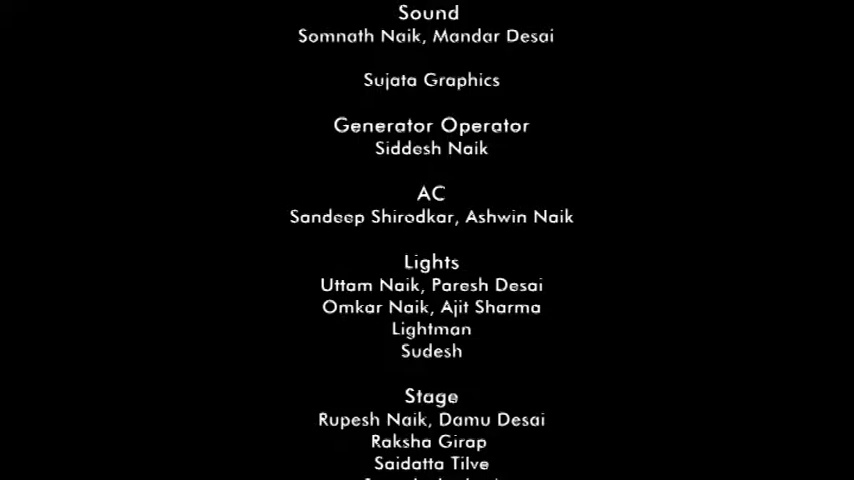 Sound
Somnath Naik, Mandar Desai
Sujata Graphics
Generator Operator
Siddesh Naik
AC
Sandeep Shirodkar, Ashwin Naik
Lights
Uttam Naik, Paresh Desai
Omkar Naik, Ajit Sharma
Lightman
Sudesh
Stage
Rupesh Naik, Damu Desai
Raksha Girap
Saidatta Tilve